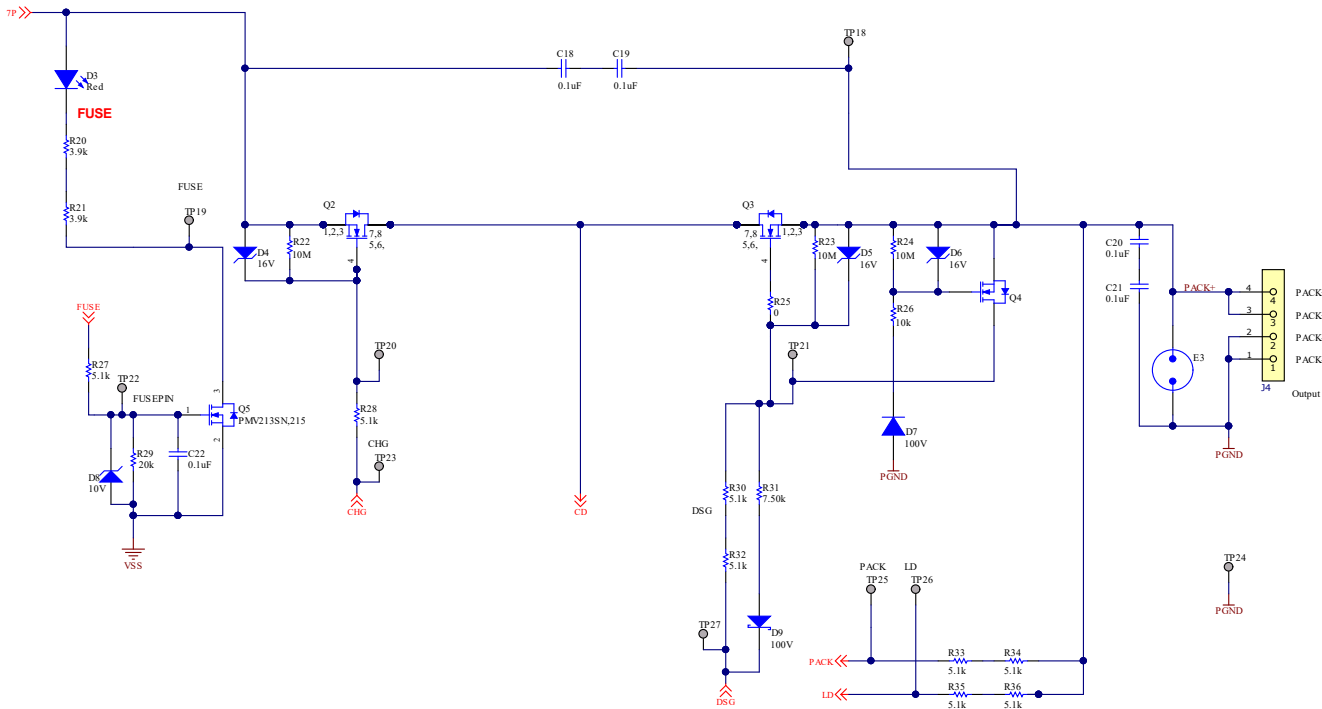 7P
D3
Red
FUSE
R20
3.9k
R21
3.9k
FUSE
TP19
C18
0.1uF
C19
0.1uF
TP18
Q2
1,2,3
7,8
5,6,
4
D4
16V
R22
10M
Q3
7,8
5,6,
1,2,3
4
R23
10M
D5
16V
R24
10M
D6
16V
R25
0
R26
10k
Q4
C20
0.1uF
C21
0.1uF
PACK+
E3
4
3
2
1
4
3
2
1
J4
PACK
PACK
PACK
PACK
Output
PGND
FUSE
R27
5.1k
TP22
FUSEPIN
1
3
2
Q5
PMV213SN,215
D8
10V
R29
20k
C22
0.1uF
VSS
TP20
R28
5.1k
CHG
TP23
CHG
CD
TP21
D7
100V
PGND
DSG
R30
5.1k
R31
7.50k
R32
5.1k
TP27
D9
100V
DSG
PACK
TP25
LD
TP26
PACK
R33
5.1k
R34
5.1k
LD
R35
5.1k
R36
5.1k
TP24
PGND